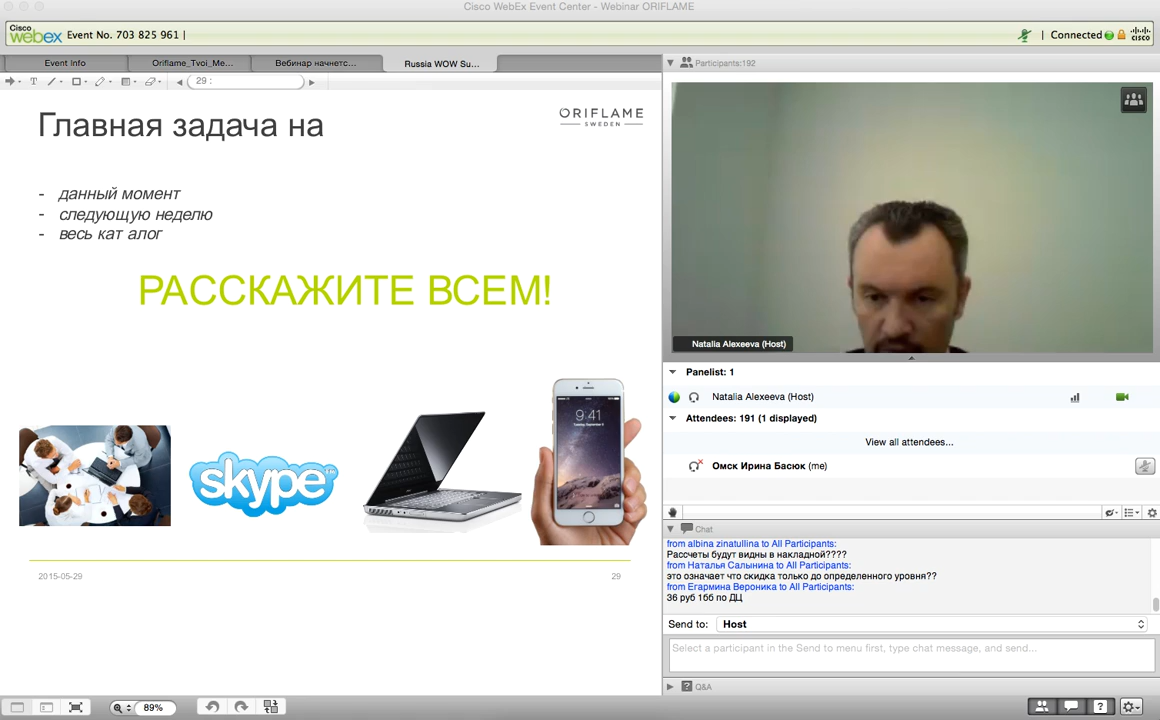 Cisco WebEx Event Center - Webinar ORIFLAME
Cisco webex Event No. 703 825 961 |
| Connected
CISCO
Event Info
Oriflame_Tvoi_Me...
Вебинар начнетс...
Russia WOW Su...
T
29 :
Participants:192
Главная задача на
ORIFLAME
SWEDEN
- данный момент
- следующую неделю
- весь кат алог
РАССКАЖИТЕ ВСЕМ!
skype
9:41
2015-05-29
29
Natalia Alexeeva (Host)
Panelist: 1
Natalia Alexeeva (Host)
Attendees: 191 (1 displayed)
View all attendees...
Омск Ирина Басюк (me)
Chat
from albina zinatullina to All Participants:
Рассчеты будут видны в накладной????
from Наталья Салынина to All Participants:
это означает что скидка только до определенного уровня??
from Егармина Вероника to All Participants:
36 руб 1бб по ДЦ
Send to: Host
Select a participant in the Send to menu first, type chat message, and send...
? Q&A
89%
?